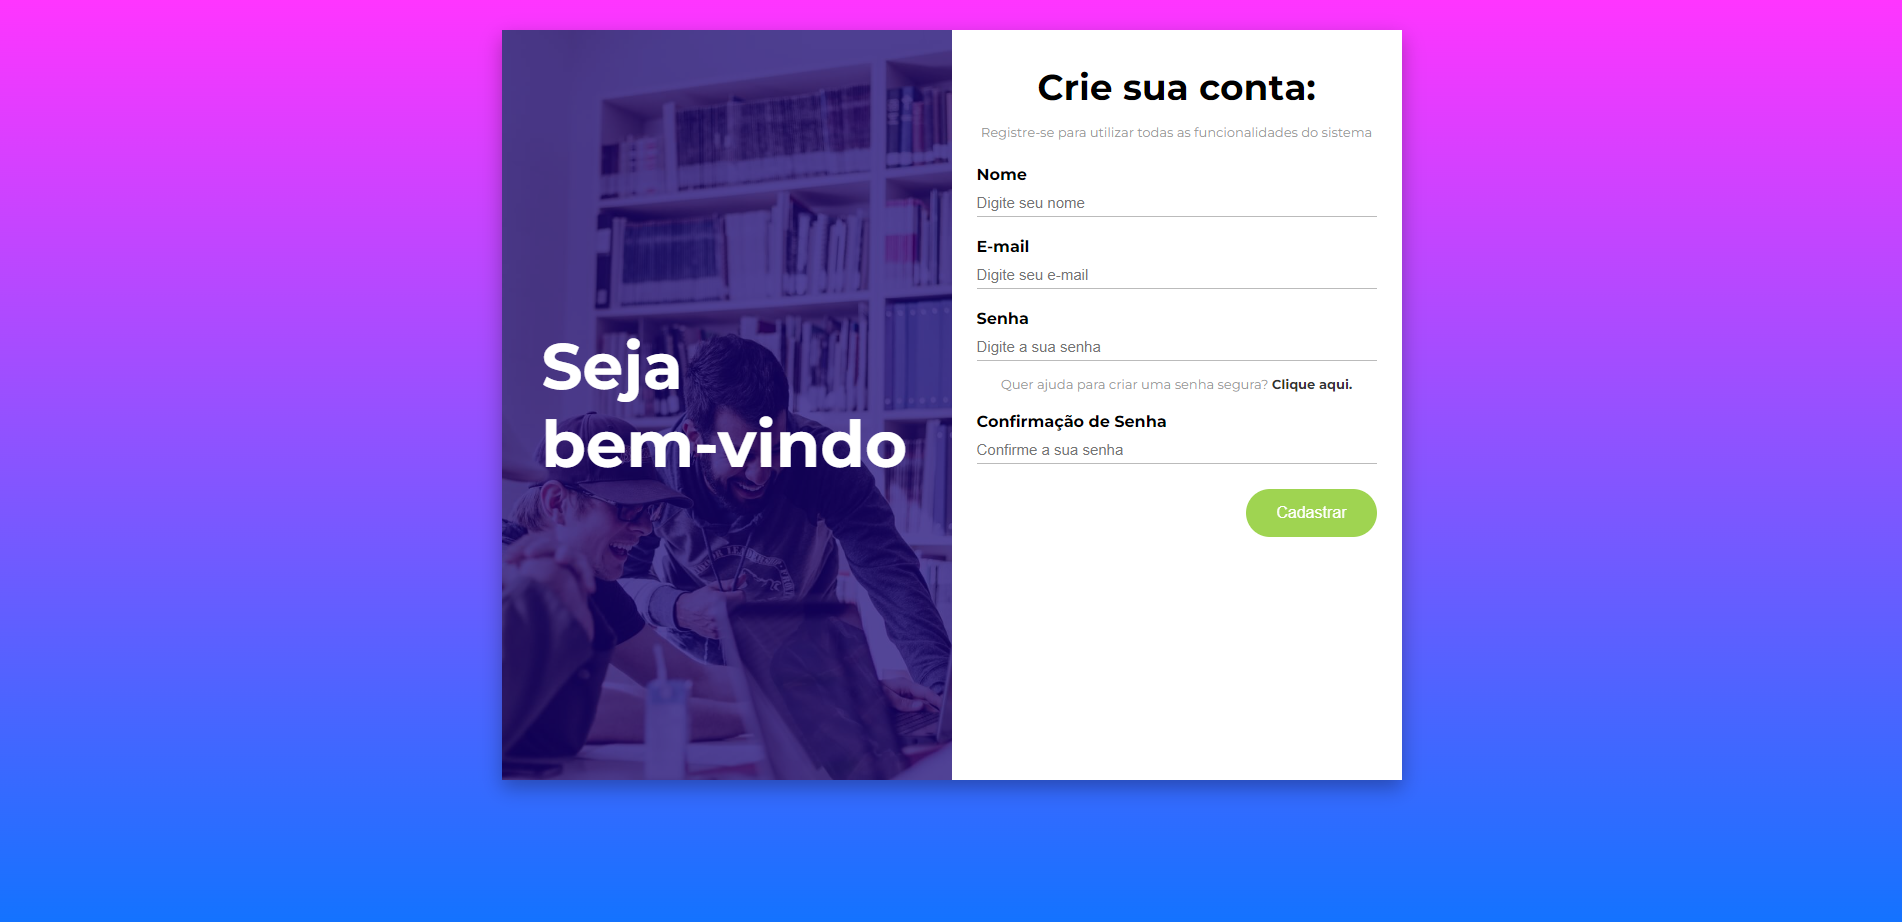 Seja
bem-vindo
Crie sua conta:
Registre-se para utilizar todas as funcionalidades do sistema
Nome
Digite seu nome
E-mail
Digite seu e-mail
Senha
Digite a sua senha
Quer ajuda para criar uma senha segura? Clique aqui.
Confirmação de Senha
Confirme a sua senha
Cadastrar